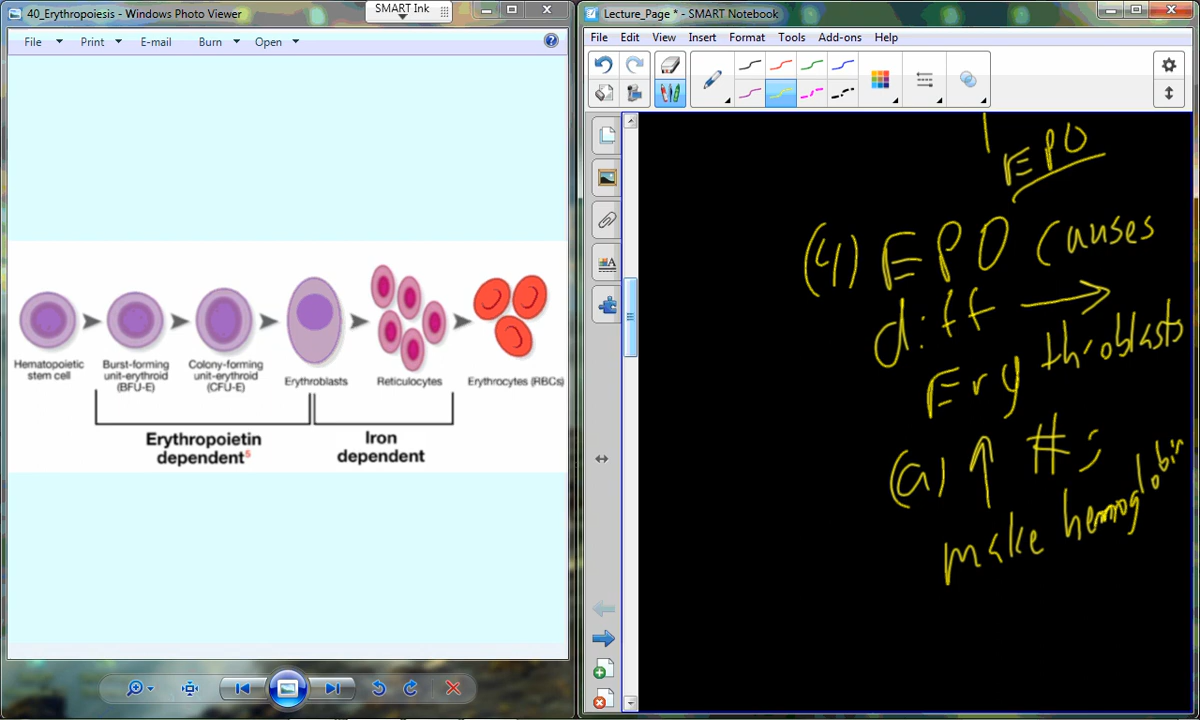 40_Erythropoiesis - Windows Photo Viewer
SMART Ink
File Print E-mail Burn Open
Hematopoietic
stem cell
Burst-forming
unit-erythroid
(BFU-E)
Colony-forming
unit-erythroid
(CFU-E)
Erythroblasts
Reticulocytes
Erythrocytes (RBCs)
Erythropoietin
dependent5
Iron
dependent
Lecture_Page * - SMART Notebook
File Edit View Insert Format Tools Add-ons Help
EPO
(4) EPO causes
diff →
Erythroblasts
(a) ↑ #;
make hemoglobin